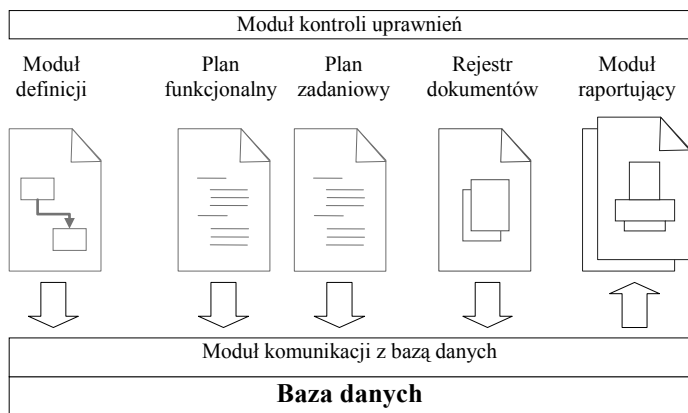 Moduł kontroli uprawnień
Moduł
definicji
Plan
funkcjonalny
Plan
zadaniowy
Rejestr
dokumentów
Moduł
raportujący
Moduł komunikacji z bazą danych
Baza danych